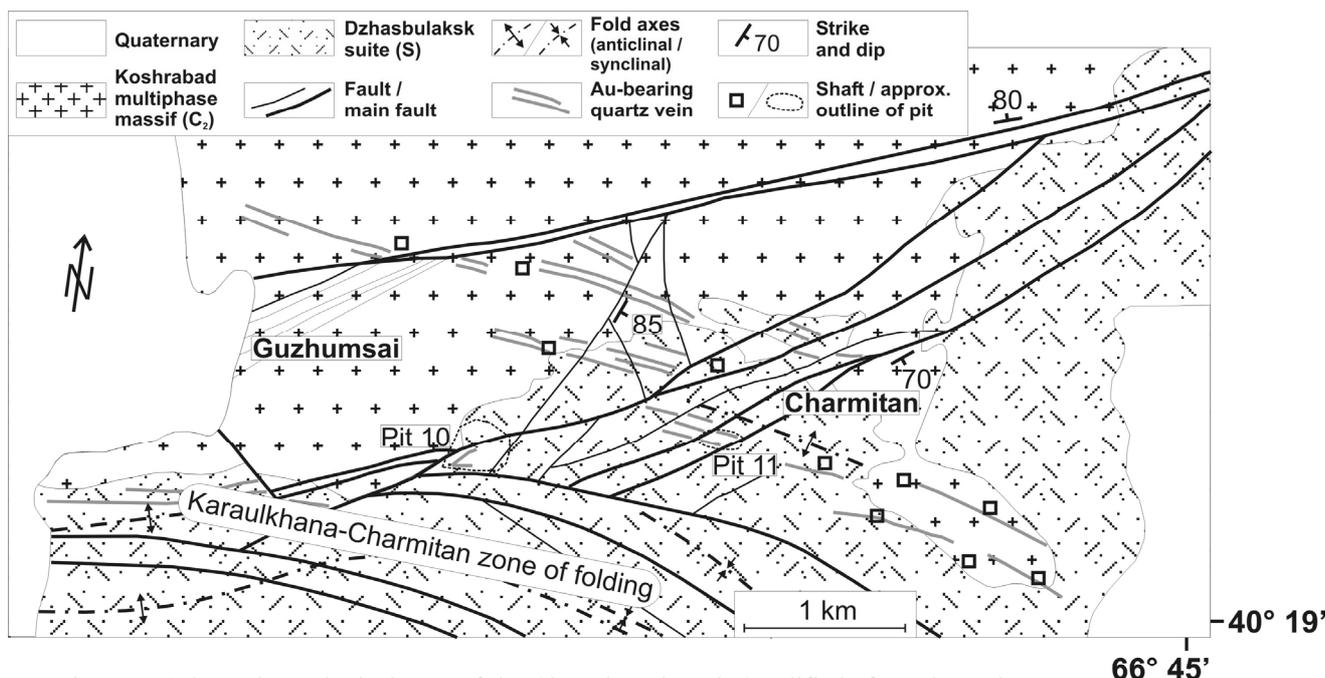 Quaternary
Koshrabad
multiphase
massif (C₂)
Dzhasbulaksk
suite (S)
Fault /
main fault
Fold axes
(anticlinal /
synclinal)
Au-bearing
quartz vein
70
Strike
and dip
Shaft / approx.
outline of pit
80
N
85
Guzhumsai
70
Charmitan
Pit 10
Pit 11
Karaulkhana-Charmitan zone of folding
1 km
40° 19'
66° 45'